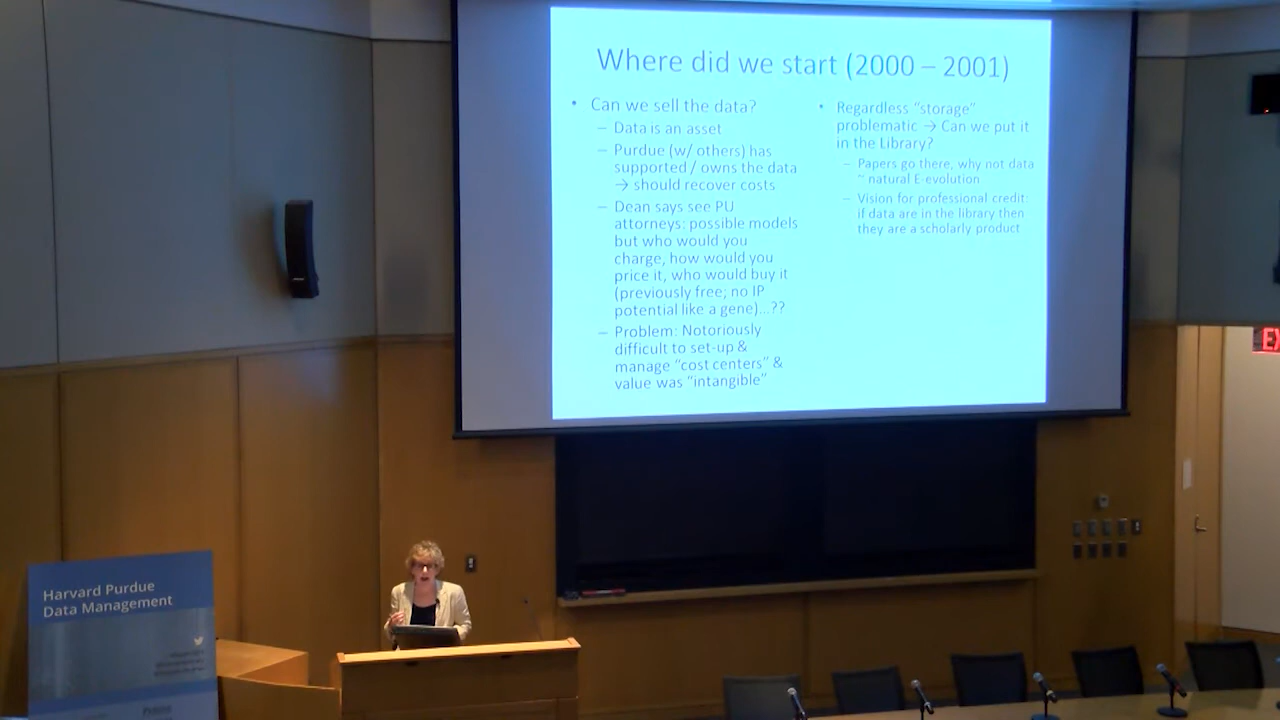 Where did we start (2000 – 2001)
• Can we sell the data?
– Data is an asset
– Purdue (w/ others) has
supported / owns the data
→ should recover costs
– Dean says see PU
attorneys: possible models
but who would you
charge, how would you
price it, who would buy it
(previously free; no IP
potential like a gene)...??
– Problem: Notoriously
difficult to set-up &
manage “cost centers” &
value was “intangible”
• Regardless “storage”
problematic → Can we put it
in the Library?
– Papers go there, why not data
~ natural E-evolution
– Vision for professional credit:
if data are in the library then
they are a scholarly product
Harvard Purdue
Data Management